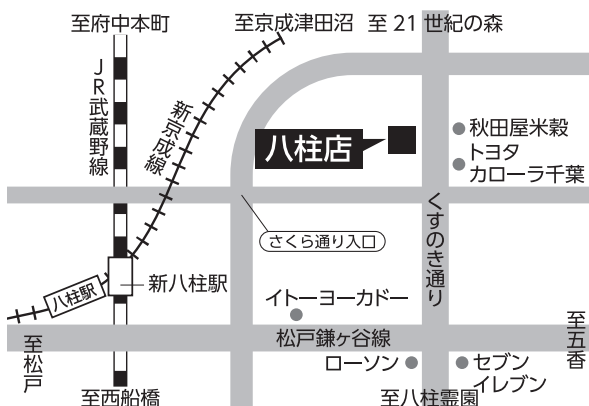 至府中本町
至京成津田沼
至 21 世紀の森
JR武蔵野線
新京成線
八柱店
秋田屋米穀
トヨタ
カローラ千葉
くすのき通り
さくら通り入口
新八柱駅
八柱駅
イトーヨーカドー
至五香
松戸鎌ヶ谷線
至松戸
ローソン
セブン
イレブン
至西船橋
至八柱霊園